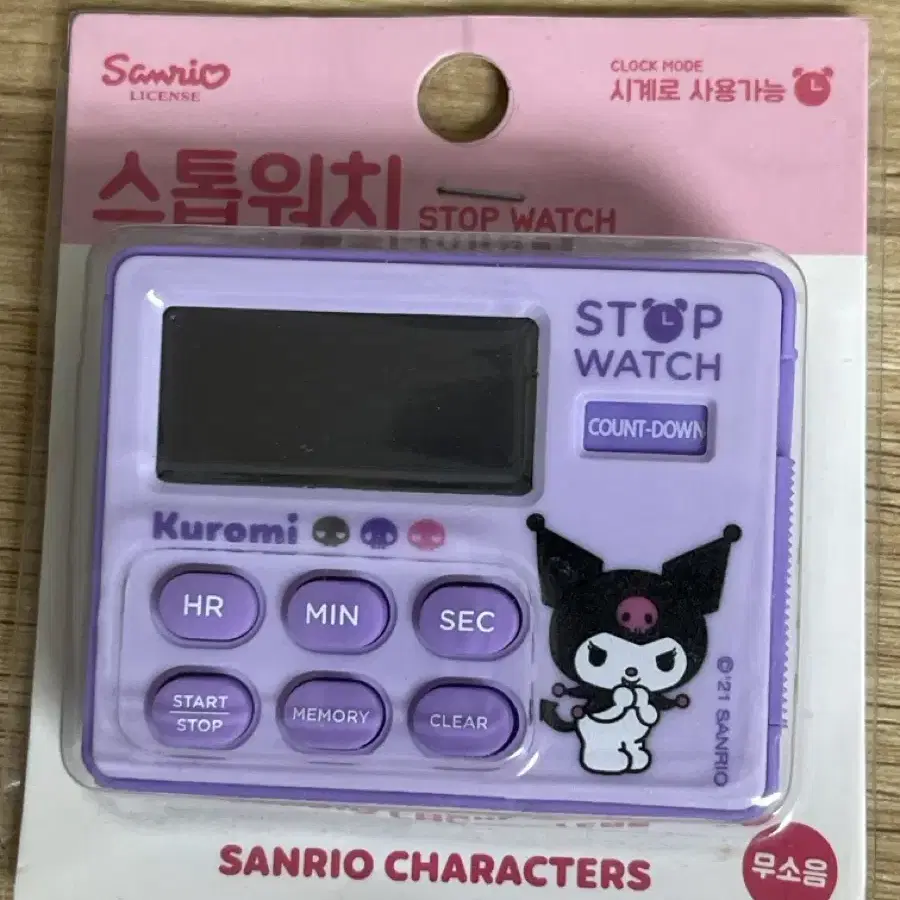 Sanrio
LICENSE
CLOCK MODE
시계로 사용가능
스톱워치
STOP WATCH
STOP
WATCH
COUNT-DOWN
Kuromi
HR
MIN
SEC
START
STOP
MEMORY
CLEAR
©'21 SANRIO
SANRIO CHARACTERS
무소음